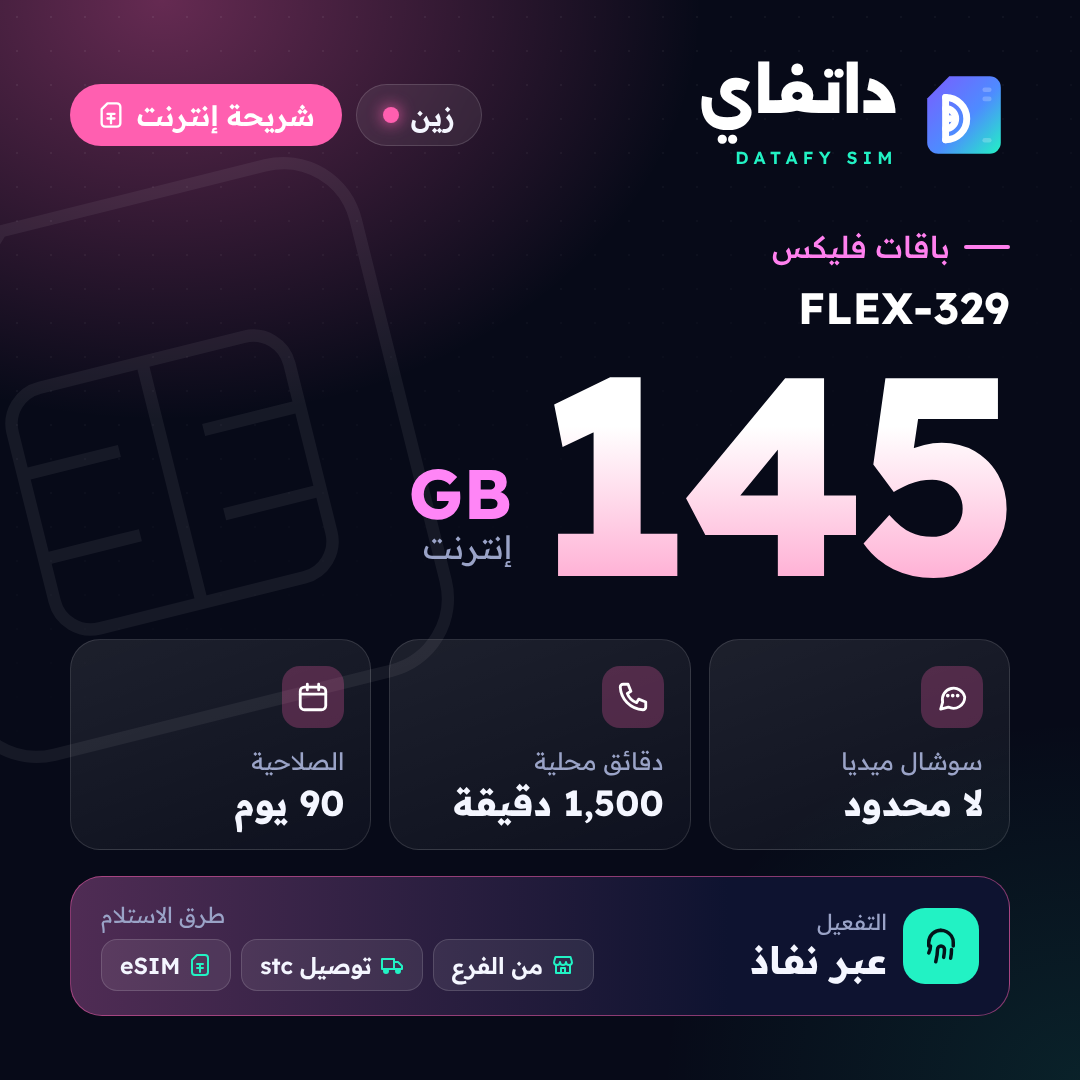 داتفاي
DATAFY SIM
زين
شريحة إنترنت
باقات فليكس
FLEX-329
145
GB
إنترنت
سوشال ميديا
لا محدود
دقائق محلية
1,500 دقيقة
الصلاحية
90 يوم
التفعيل
عبر نفاذ
طرق الاستلام
من الفرع
توصيل stc
eSIM